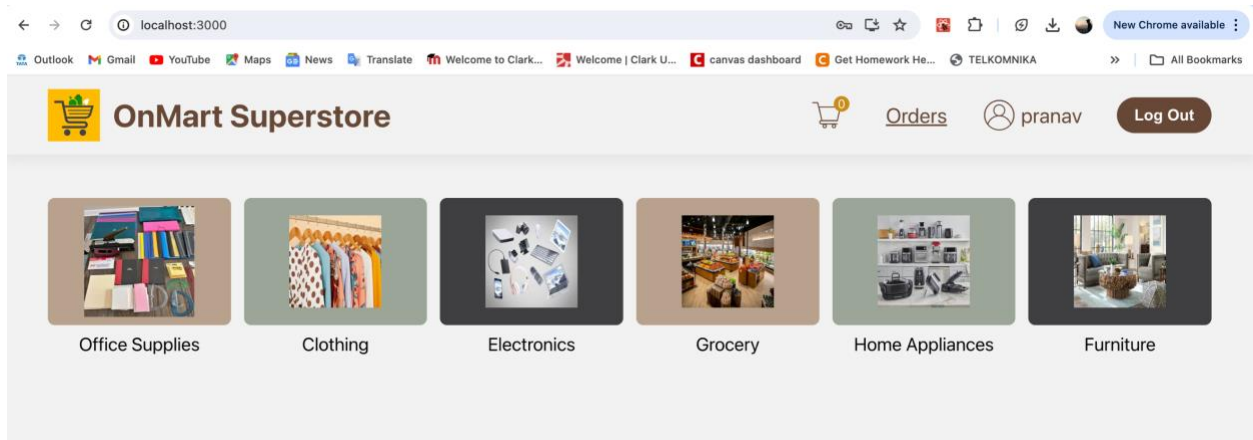 localhost:3000
New Chrome available
Outlook Gmail YouTube Maps News Translate Welcome to Clark... Welcome | Clark U... canvas dashboard Get Homework He... TELKOMNIKA » All Bookmarks
OnMart Superstore 0 Orders pranav Log Out
Office Supplies Clothing Electronics Grocery Home Appliances Furniture